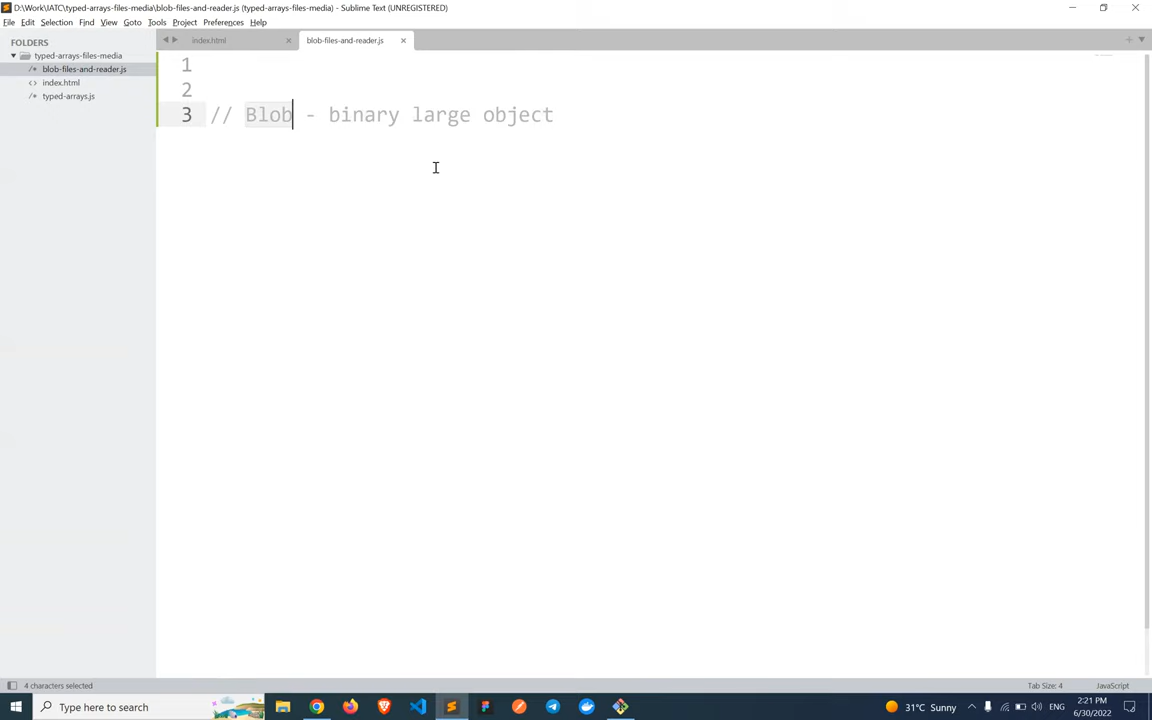 D:\Work\IATC\typed-arrays-files-media\blob-files-and-reader.js (typed-arrays-files-media) - Sublime Text (UNREGISTERED)
File Edit Selection Find View Goto Tools Project Preferences Help
FOLDERS
typed-arrays-files-media
/* blob-files-and-reader.js
<> index.html
/* typed-arrays.js
index.html
blob-files-and-reader.js
1
2
3 // Blob - binary large object
4 characters selected
Tab Size: 4
JavaScript
Type here to search
31°C Sunny
ENG
2:21 PM
6/30/2022